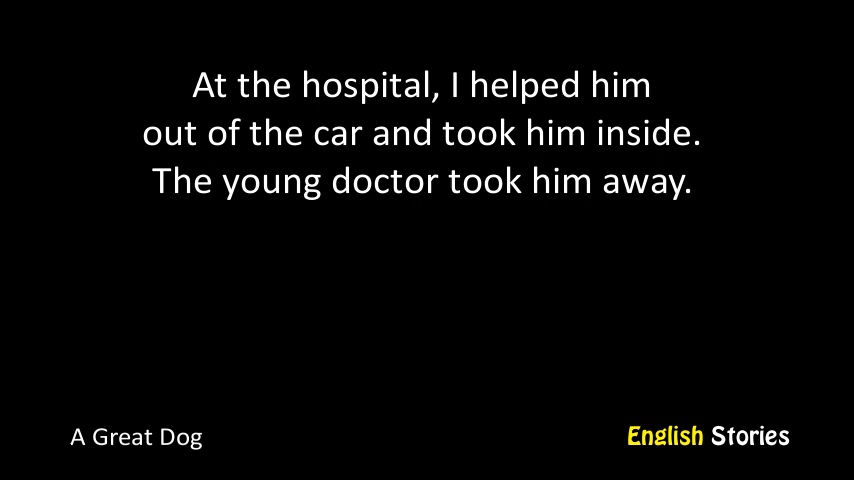 At the hospital, I helped him
out of the car and took him inside.
The young doctor took him away.
A Great Dog
English Stories